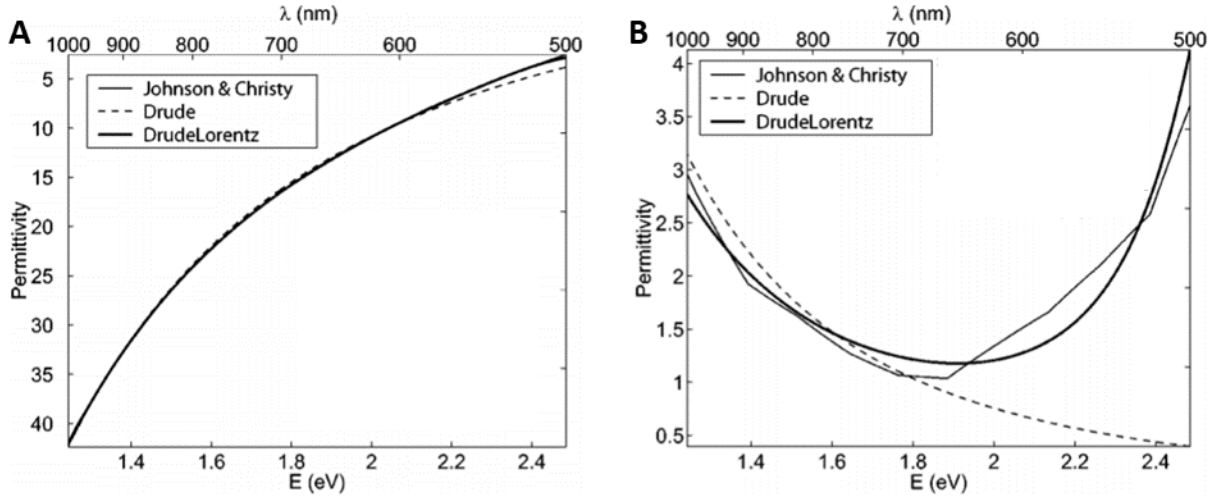 A
λ (nm)
1000 900 800 700 600 500
Johnson & Christy
Drude
DrudeLorentz
Permittivity
5
10
15
20
25
30
35
40
1.4 1.6 1.8 2 2.2 2.4
E (eV)
B
λ (nm)
1000 900 800 700 600 500
Johnson & Christy
Drude
DrudeLorentz
Permittivity
4
3.5
3
2.5
2
1.5
1
0.5
1.4 1.6 1.8 2 2.2 2.4
E (eV)